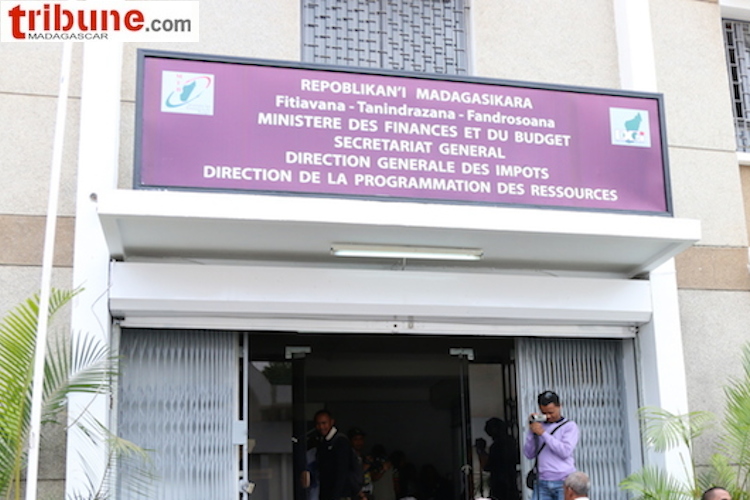 tribune.com
MADAGASCAR
REPOBLIKAN'I MADAGASIKARA
Fitiavana - Tanindrazana - Fandrosoana
MINISTERE DES FINANCES ET DU BUDGET
SECRETARIAT GENERAL
DIRECTION GENERALE DES IMPOTS
DIRECTION DE LA PROGRAMMATION DES RESSOURCES